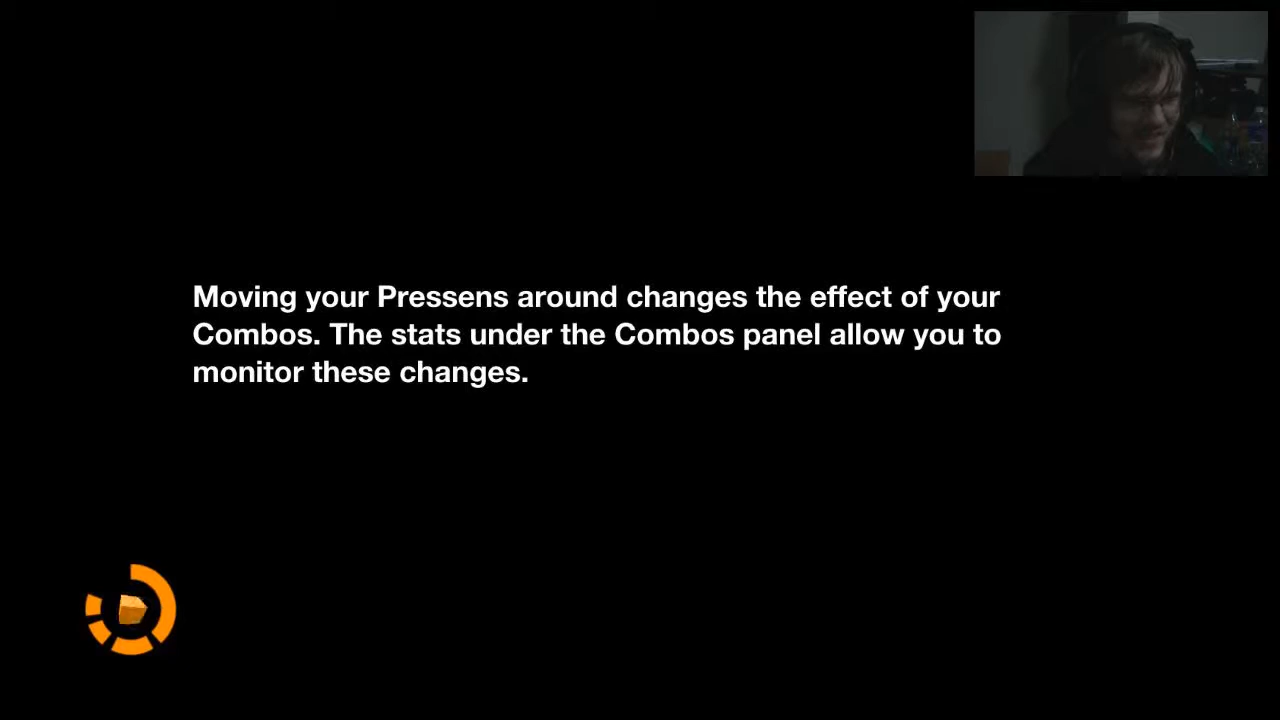 Moving your Pressens around changes the effect of your
Combos. The stats under the Combos panel allow you to
monitor these changes.